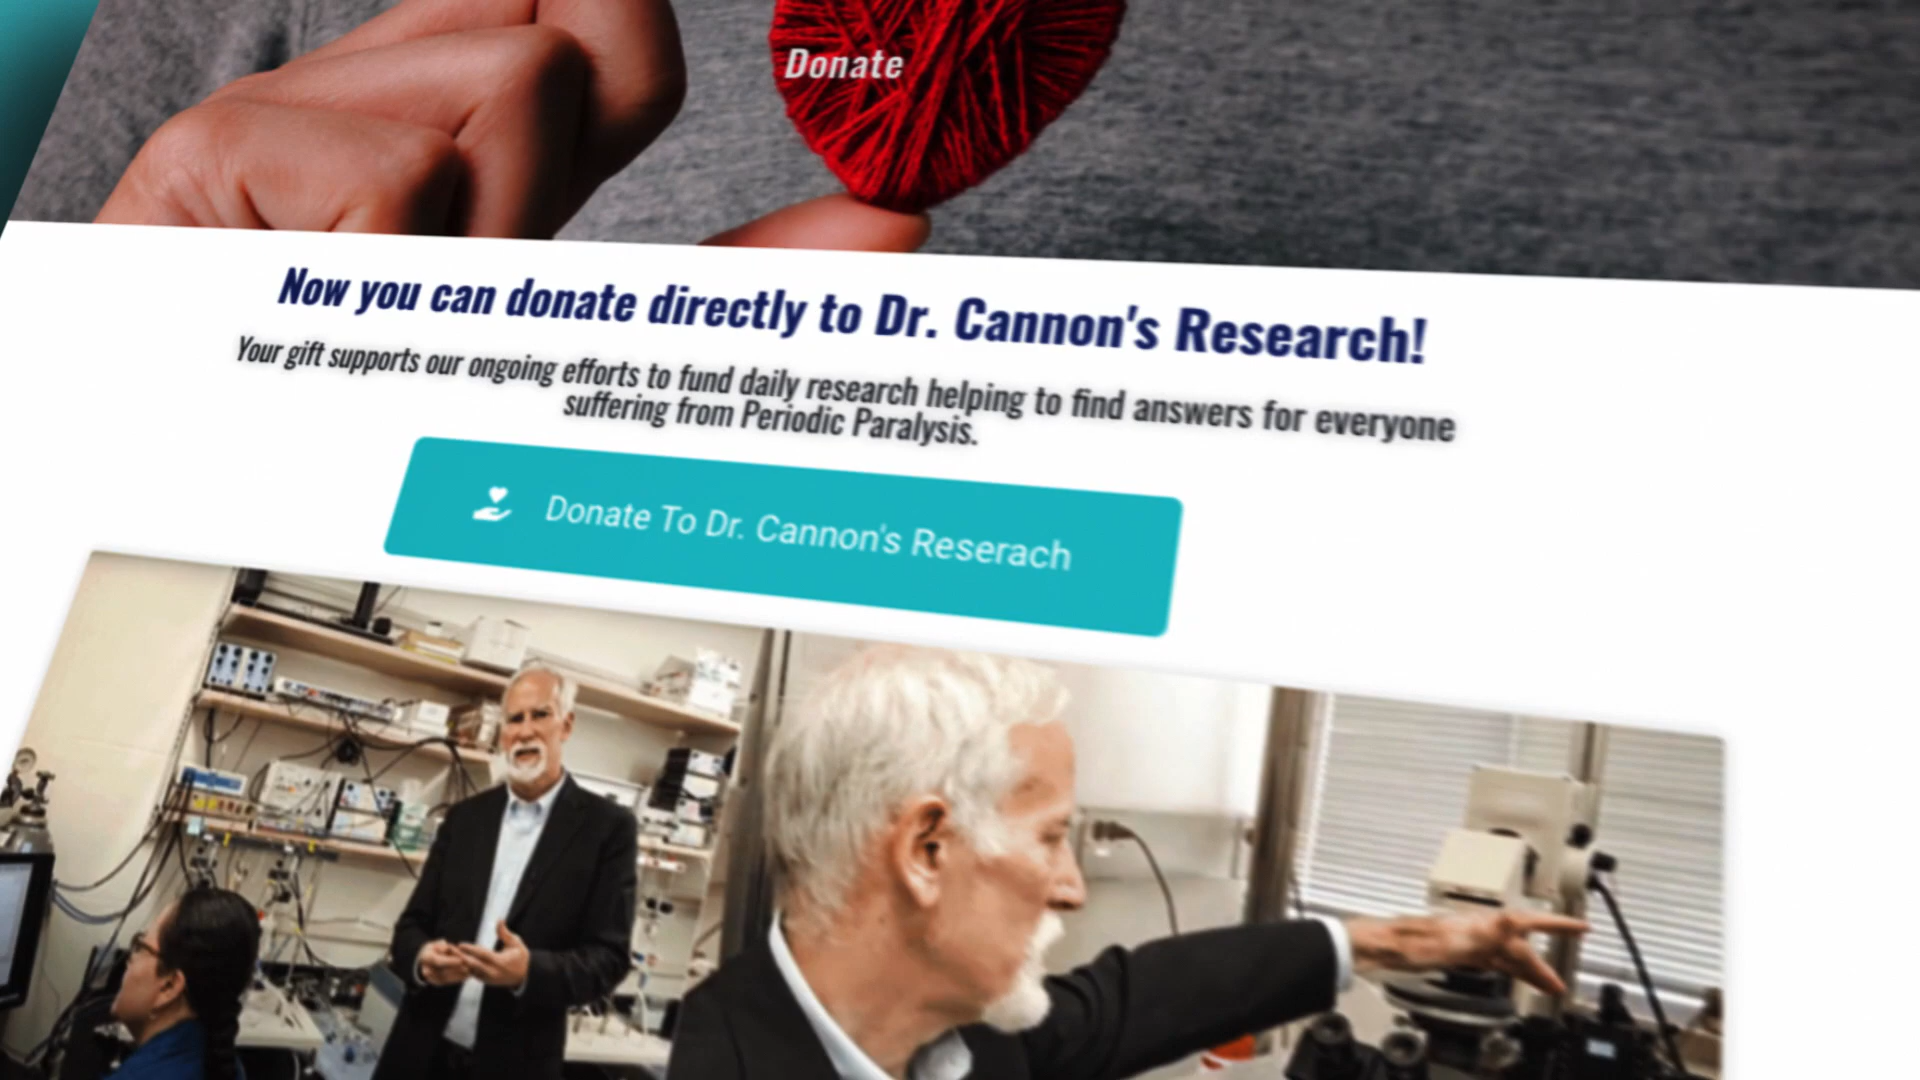 Donate
Now you can donate directly to Dr. Cannon's Research!
Your gift supports our ongoing efforts to fund daily research helping to find answers for everyone
suffering from Periodic Paralysis.
Donate To Dr. Cannon's Reserach